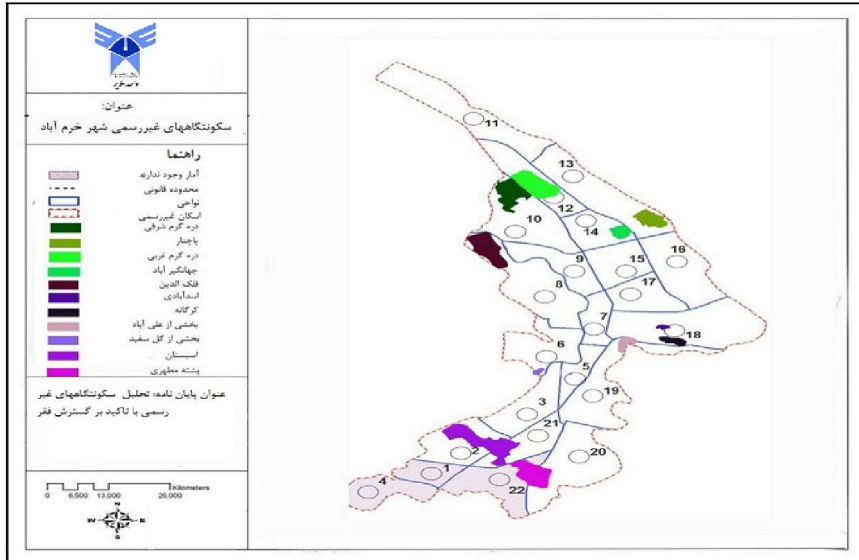 عنوان:
سکونتگاههای غیررسمی شهر خرم آباد
راهنما
آمار وجود ندارد
محدوده قانونی
نواحی
اسکان غیررسمی
دره گرم شرقی
پاچنار
دره گرم غربی
جهانگیر آباد
فلک الدین
اسدآبادی
کرگانه
بخشی از علی آباد
بخشی از گل سفید
اسبستان
پشته مطهری
عنوان پایان نامه: تحلیل سکونتگاههای غیر
رسمی با تاکید بر گسترش فقر
Kilometers
0 6,500 13,000 26,000
N
W E
S
11
13
12
14
10
16
15
9
17
8
7
18
6
5
19
3
21
2
20
1
22
4